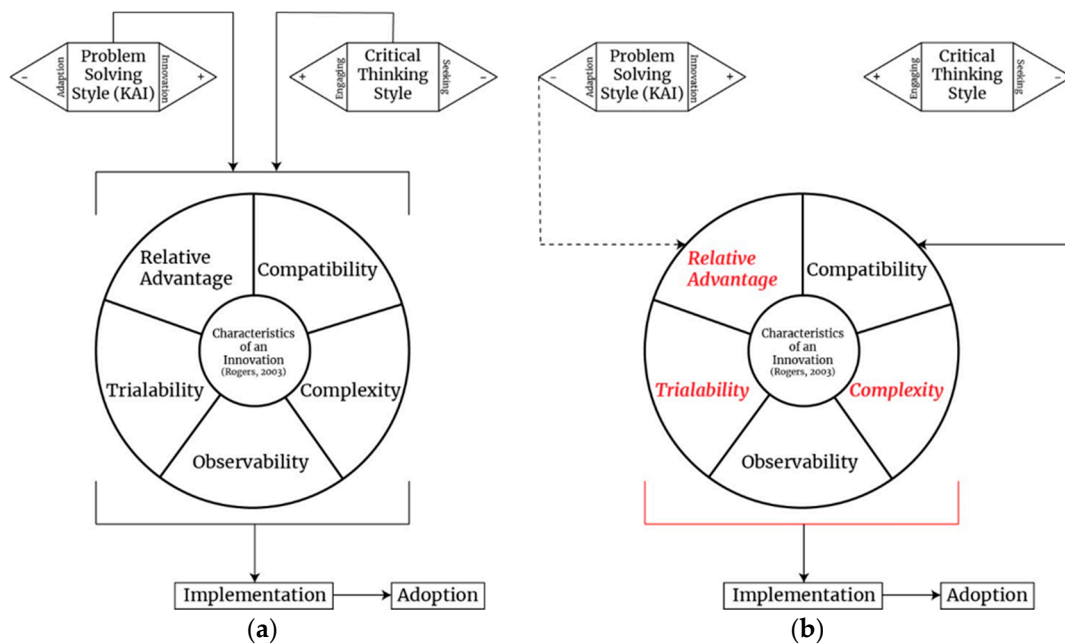 Problem
Solving
Style (KAI)
−
Adaption
Innovation
+
Critical
Thinking
Style
+
Engaging
Seeking
−
Relative
Advantage
Compatibility
Characteristics
of an
Innovation
(Rogers, 2003)
Trialability
Complexity
Observability
Implementation
Adoption
(a)
Problem
Solving
Style (KAI)
−
Adaption
Innovation
+
Critical
Thinking
Style
+
Engaging
Seeking
−
Relative
Advantage
Compatibility
Characteristics
of an
Innovation
(Rogers, 2003)
Trialability
Complexity
Observability
Implementation
Adoption
(b)